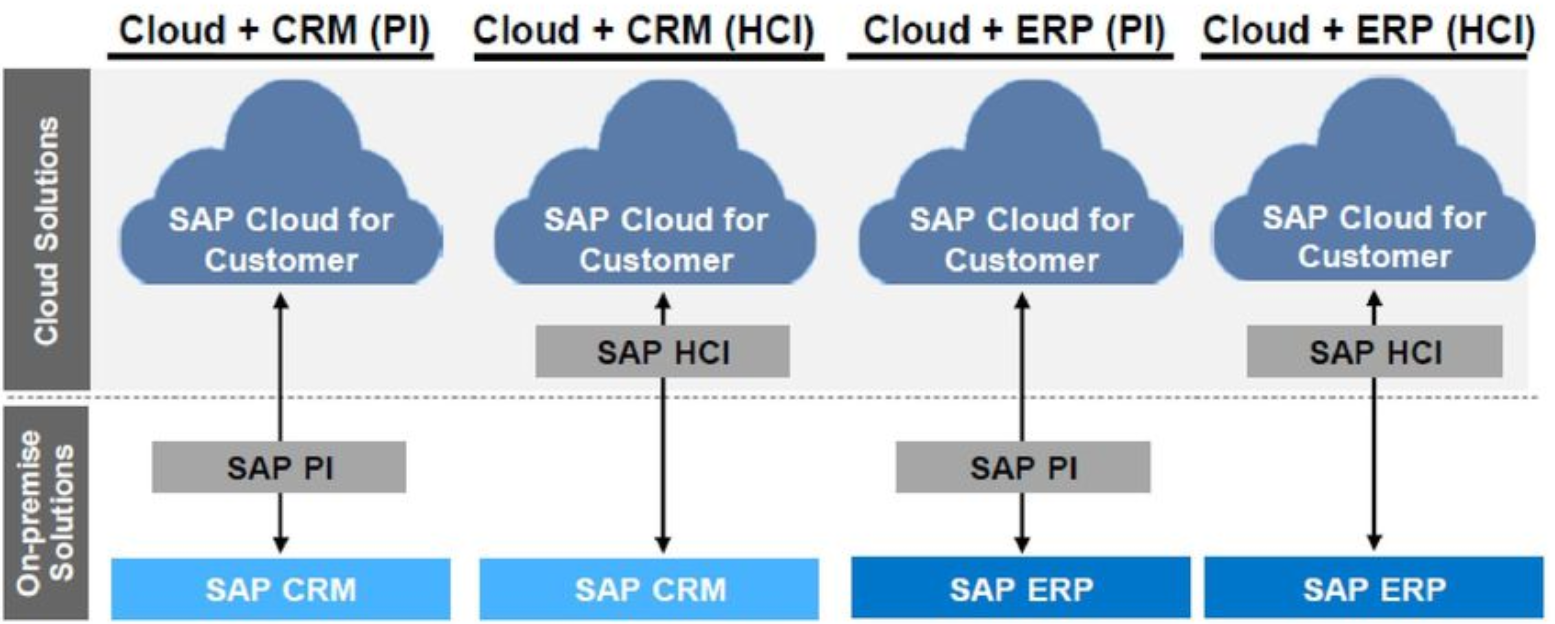 Cloud + CRM (PI)
Cloud + CRM (HCI)
Cloud + ERP (PI)
Cloud + ERP (HCI)
Cloud Solutions
SAP Cloud for
Customer
SAP Cloud for
Customer
SAP Cloud for
Customer
SAP Cloud for
Customer
SAP HCI
SAP HCI
On-premise
Solutions
SAP PI
SAP PI
SAP CRM
SAP CRM
SAP ERP
SAP ERP